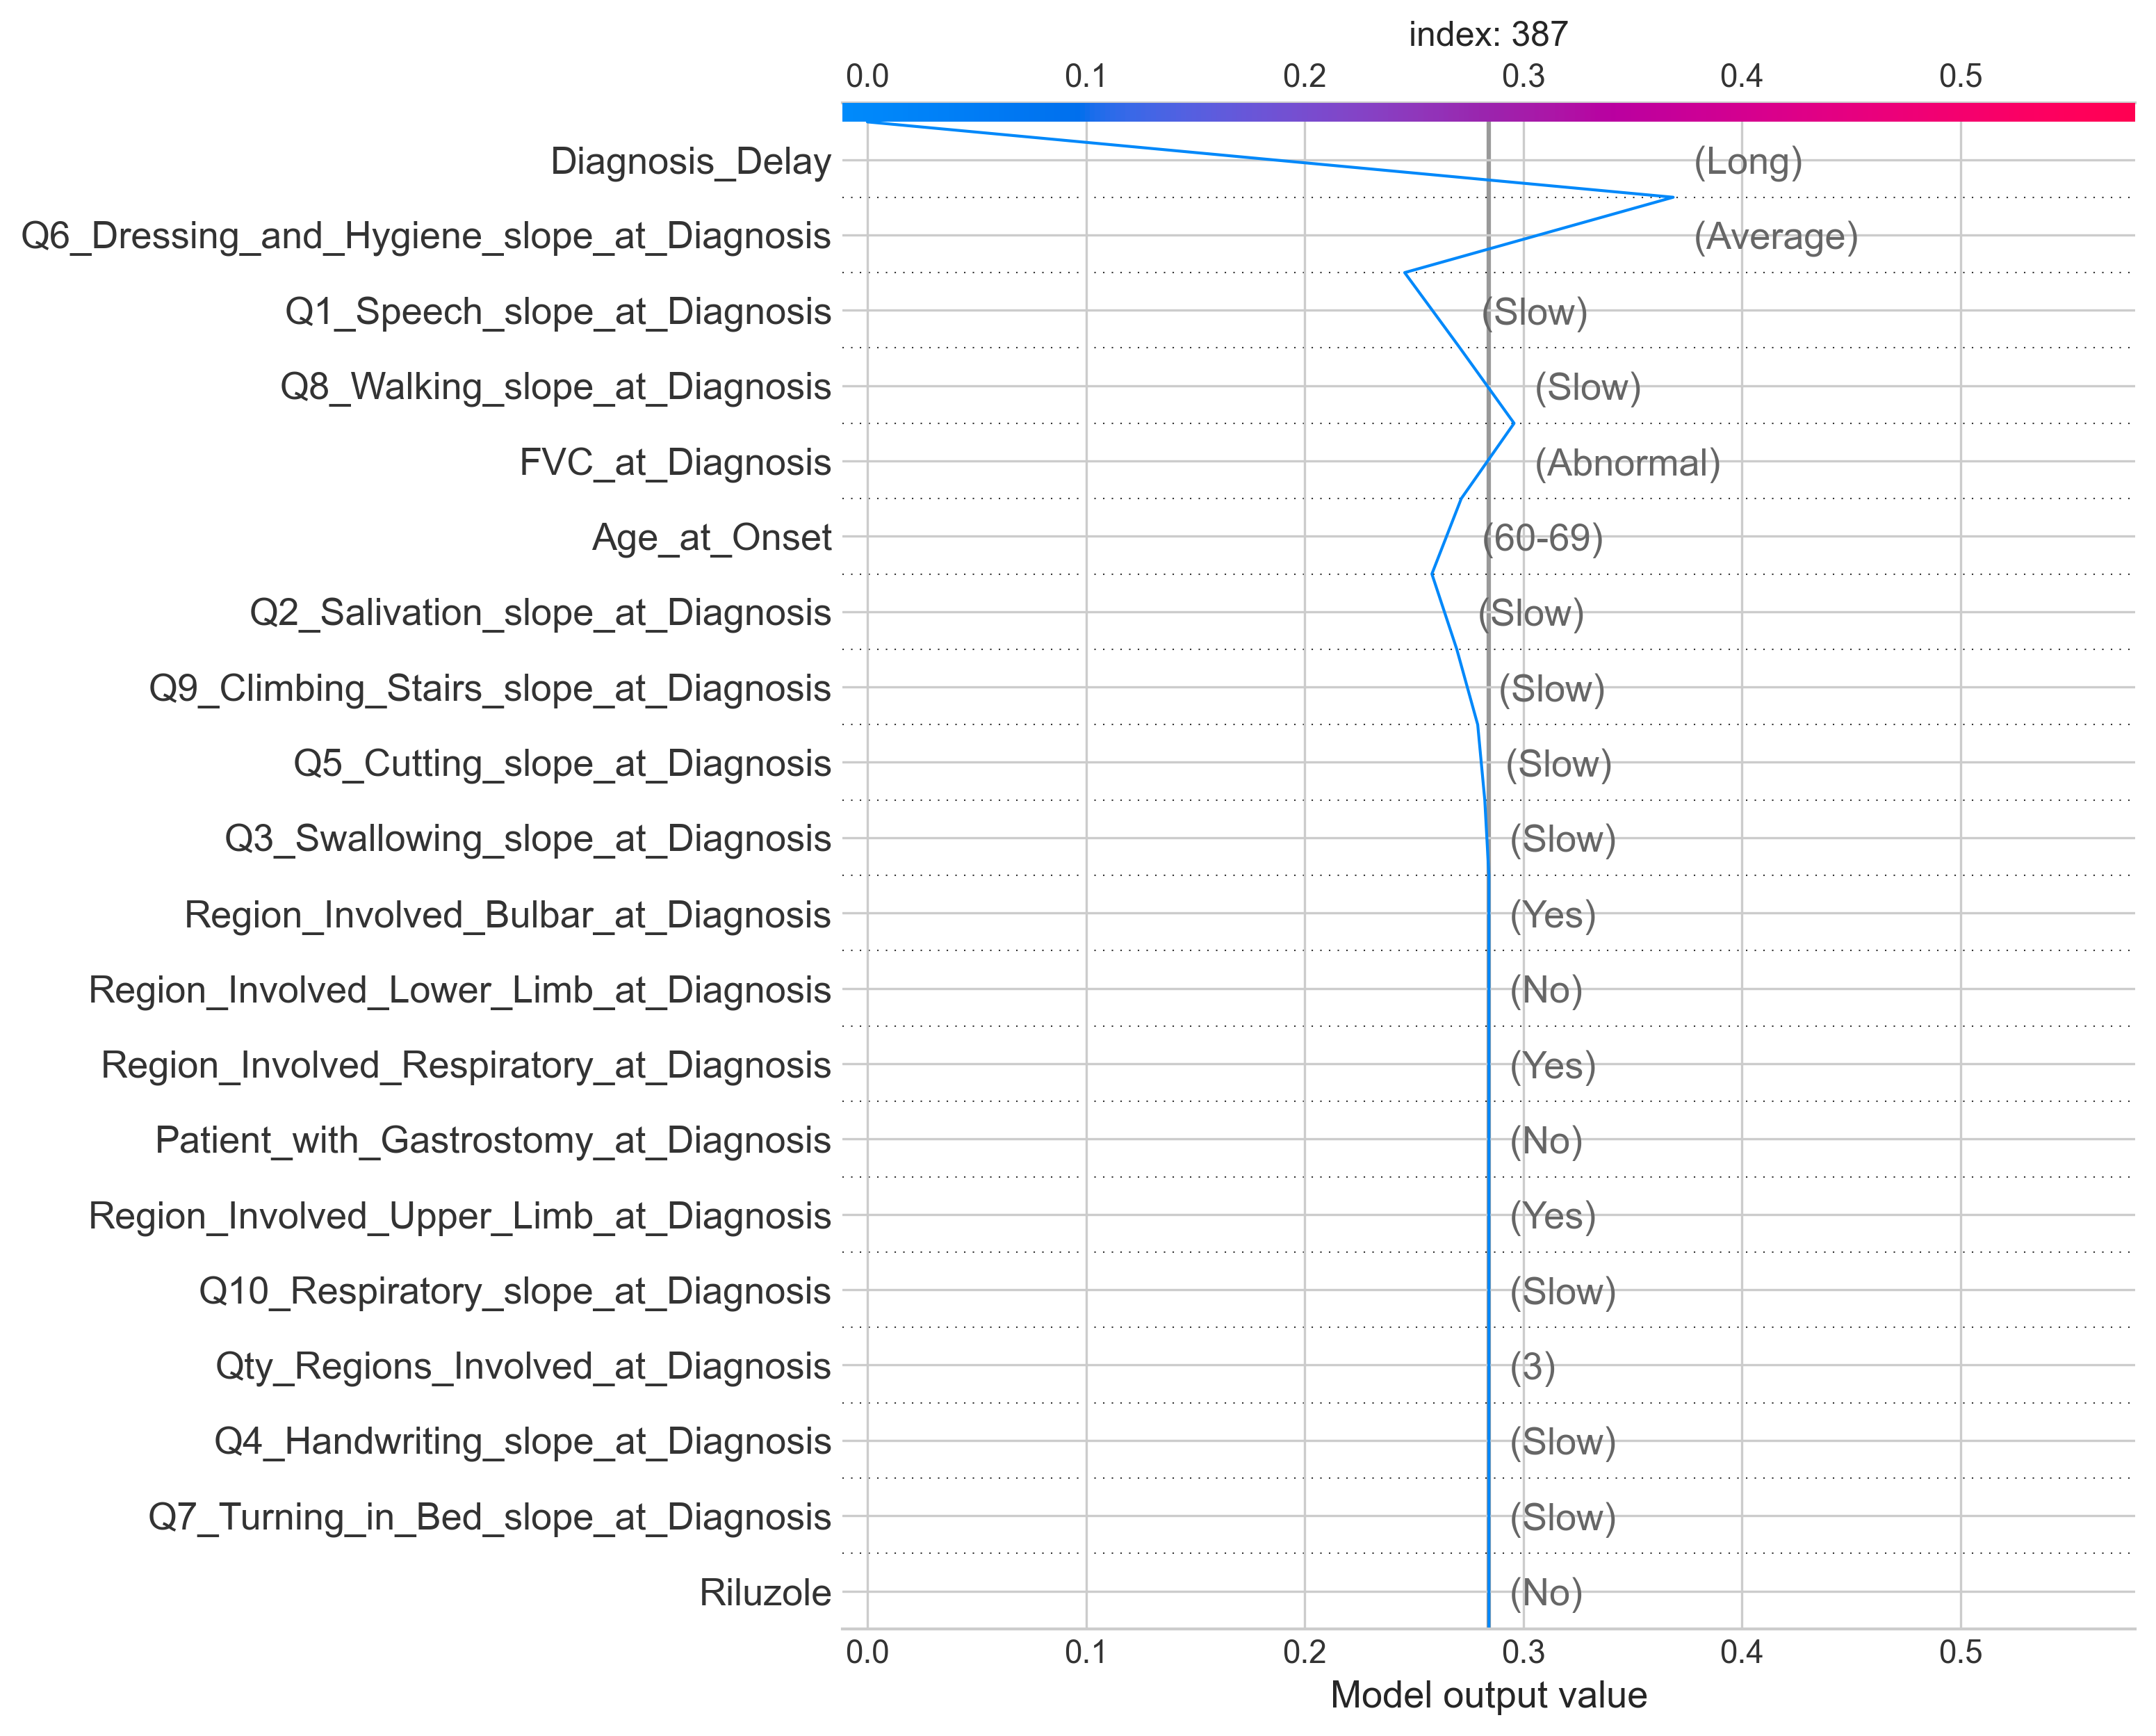 index: 387
0.0 0.1 0.2 0.3 0.4 0.5
Diagnosis_Delay (Long)
Q6_Dressing_and_Hygiene_slope_at_Diagnosis (Average)
Q1_Speech_slope_at_Diagnosis (Slow)
Q8_Walking_slope_at_Diagnosis (Slow)
FVC_at_Diagnosis (Abnormal)
Age_at_Onset (60-69)
Q2_Salivation_slope_at_Diagnosis (Slow)
Q9_Climbing_Stairs_slope_at_Diagnosis (Slow)
Q5_Cutting_slope_at_Diagnosis (Slow)
Q3_Swallowing_slope_at_Diagnosis (Slow)
Region_Involved_Bulbar_at_Diagnosis (Yes)
Region_Involved_Lower_Limb_at_Diagnosis (No)
Region_Involved_Respiratory_at_Diagnosis (Yes)
Patient_with_Gastrostomy_at_Diagnosis (No)
Region_Involved_Upper_Limb_at_Diagnosis (Yes)
Q10_Respiratory_slope_at_Diagnosis (Slow)
Qty_Regions_Involved_at_Diagnosis (3)
Q4_Handwriting_slope_at_Diagnosis (Slow)
Q7_Turning_in_Bed_slope_at_Diagnosis (Slow)
Riluzole (No)
0.0 0.1 0.2 0.3 0.4 0.5
Model output value